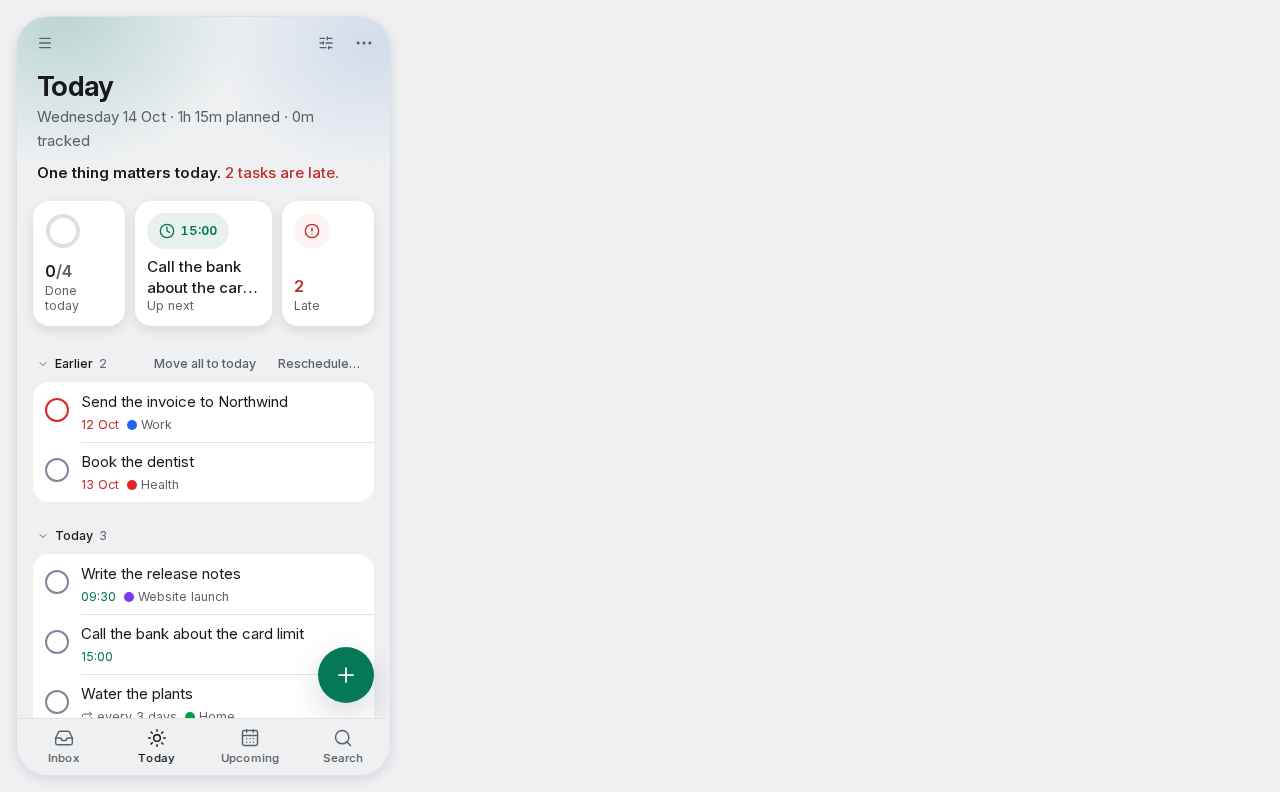 Today
Wednesday 14 Oct · 1h 15m planned · 0m
tracked
One thing matters today. 2 tasks are late.
0/4
Done
today
15:00
Call the bank
about the car…
Up next
2
Late
Earlier 2 Move all to today Reschedule…
Send the invoice to Northwind
12 Oct Work
Book the dentist
13 Oct Health
Today 3
Write the release notes
09:30 Website launch
Call the bank about the card limit
15:00
Water the plants
every 3 days Home
Inbox Today Upcoming Search